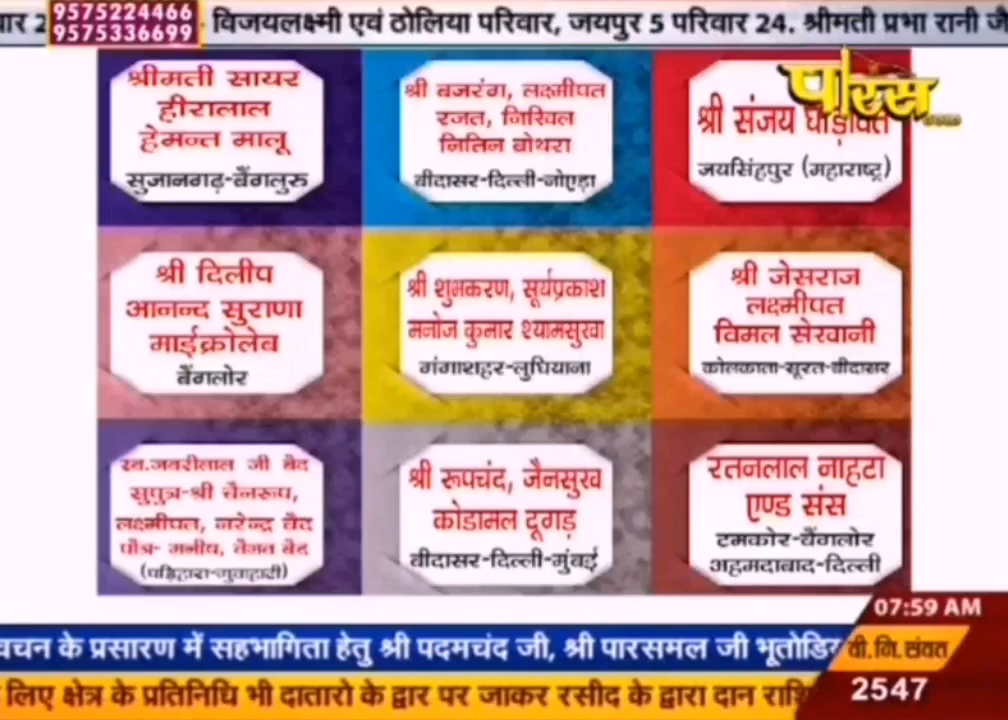 9575224466
9575336699
विजयलक्ष्मी एवं ठोलिया परिवार, जयपुर 5 परिवार 24. श्रीमती प्रभा रानी
पारस
श्रीमती सायर
हीरालाल
हेमन्त मालू
सुजानगढ़-बैंगलुरु
श्री बजरंग, लक्ष्मीपत
रजत, निखिल
नितिन बोथरा
बीदासर-दिल्ली-नोएड़ा
श्री संजय घोड़ावत
जयसिंहपुर (महाराष्ट्र)
श्री दिलीप
आनन्द सुराणा
माईक्रोलेब
बैंगलोर
श्री शुभकरण, सूर्यप्रकाश
मनोज कुमार श्यामसुखा
गंगाशहर-लुधियाना
श्री जेसराज
लक्ष्मीपत
विमल सेखानी
कोलकाता-सूरत-बीदासर
स्व.जवरीलाल जी बैद
सुपुत्र-श्री चैनरूप,
लक्ष्मीपत, नरेन्द्र बैद
पौत्र- मनीष, बैद
(पड़िहारा-गुवाहाटी)
श्री रूपचंद, जैनसुख
कोडामल दूगड़
बीदासर-दिल्ली-मुंबई
रतनलाल नाहटा
एण्ड संस
टमकोर-बैंगलोर
अहमदाबाद-दिल्ली
07:59 AM
वचन के प्रसारण में सहभागिता हेतु श्री पदमचंद जी, श्री पारसमल जी भूतोडि
वी.नि.संवत
लिए क्षेत्र के प्रतिनिधि भी दातारो के द्वार पर जाकर रसीद के द्वारा दान राशि
2547